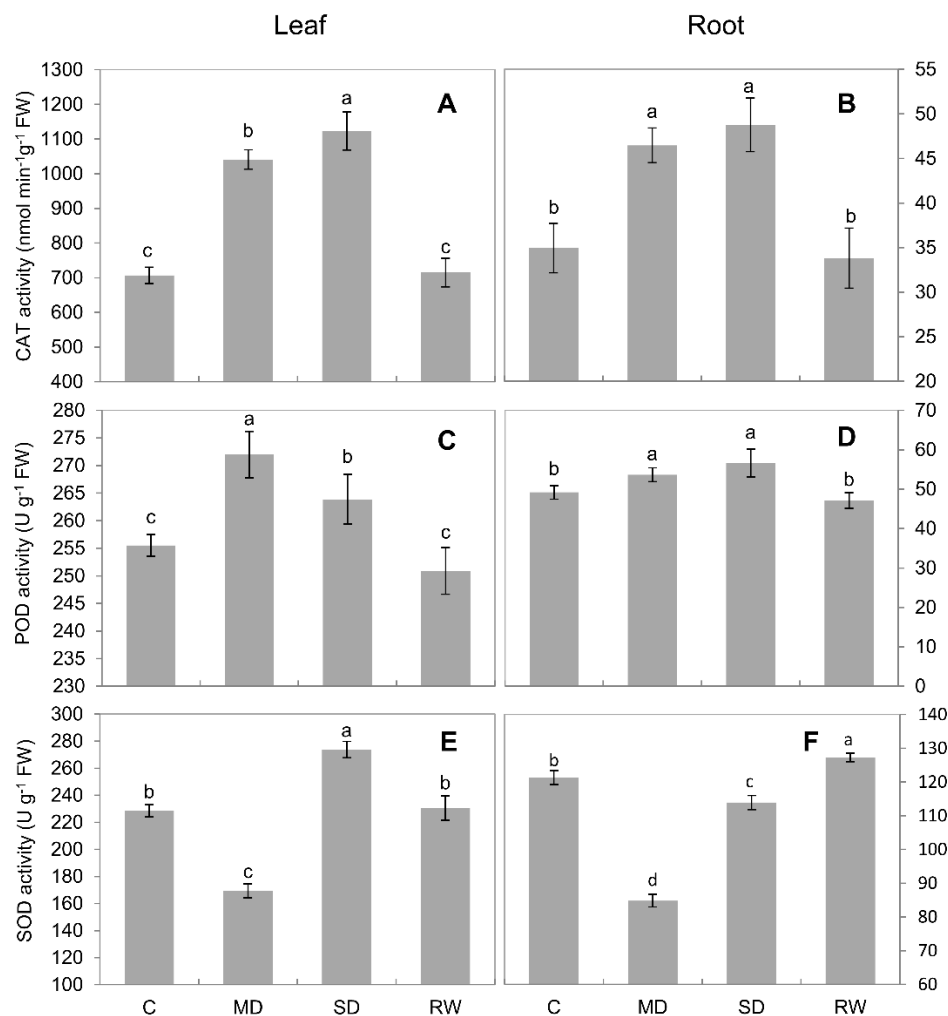 Leaf Root
CAT activity (nmol min-1g-1 FW)
1300
1200
1100
1000
900
800
700
600
500
400
A
c
b
a
c
B
b
a
a
b
55
50
45
40
35
30
25
20
POD activity (U g-1 FW)
280
275
270
265
260
255
250
245
240
235
230
C
c
a
b
c
D
b
a
a
b
70
60
50
40
30
20
10
0
SOD activity (U g-1 FW)
300
280
260
240
220
200
180
160
140
120
100
E
b
c
a
b
F
b
d
c
a
140
130
120
110
100
90
80
70
60
C MD SD RW C MD SD RW